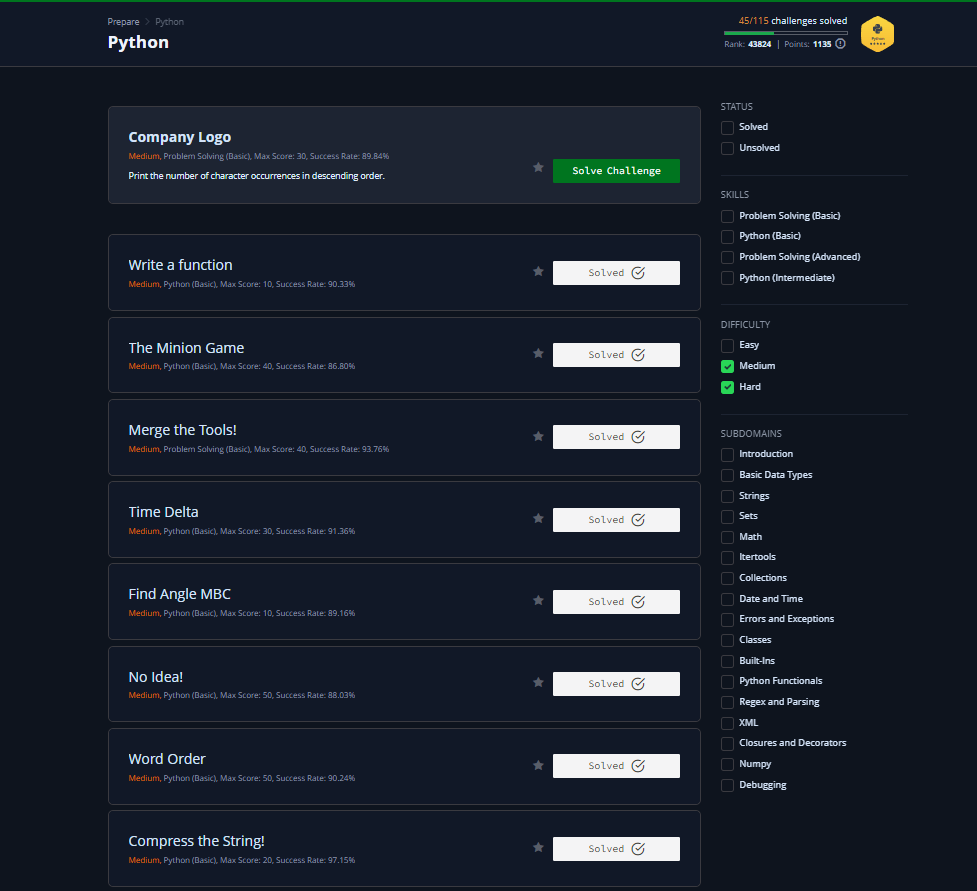 Prepare > Python
Python
45/115 challenges solved
Rank: 43824 | Points: 1135
Python
Company Logo
Medium, Problem Solving (Basic), Max Score: 30, Success Rate: 89.84%
Print the number of character occurrences in descending order.
Solve Challenge
Write a function
Medium, Python (Basic), Max Score: 10, Success Rate: 90.33%
Solved
The Minion Game
Medium, Python (Basic), Max Score: 40, Success Rate: 86.80%
Solved
Merge the Tools!
Medium, Problem Solving (Basic), Max Score: 40, Success Rate: 93.76%
Solved
Time Delta
Medium, Python (Basic), Max Score: 30, Success Rate: 91.36%
Solved
Find Angle MBC
Medium, Python (Basic), Max Score: 10, Success Rate: 89.16%
Solved
No Idea!
Medium, Python (Basic), Max Score: 50, Success Rate: 88.03%
Solved
Word Order
Medium, Python (Basic), Max Score: 50, Success Rate: 90.24%
Solved
Compress the String!
Medium, Python (Basic), Max Score: 20, Success Rate: 97.15%
Solved
STATUS
Solved
Unsolved
SKILLS
Problem Solving (Basic)
Python (Basic)
Problem Solving (Advanced)
Python (Intermediate)
DIFFICULTY
Easy
Medium
Hard
SUBDOMAINS
Introduction
Basic Data Types
Strings
Sets
Math
Itertools
Collections
Date and Time
Errors and Exceptions
Classes
Built-Ins
Python Functionals
Regex and Parsing
XML
Closures and Decorators
Numpy
Debugging